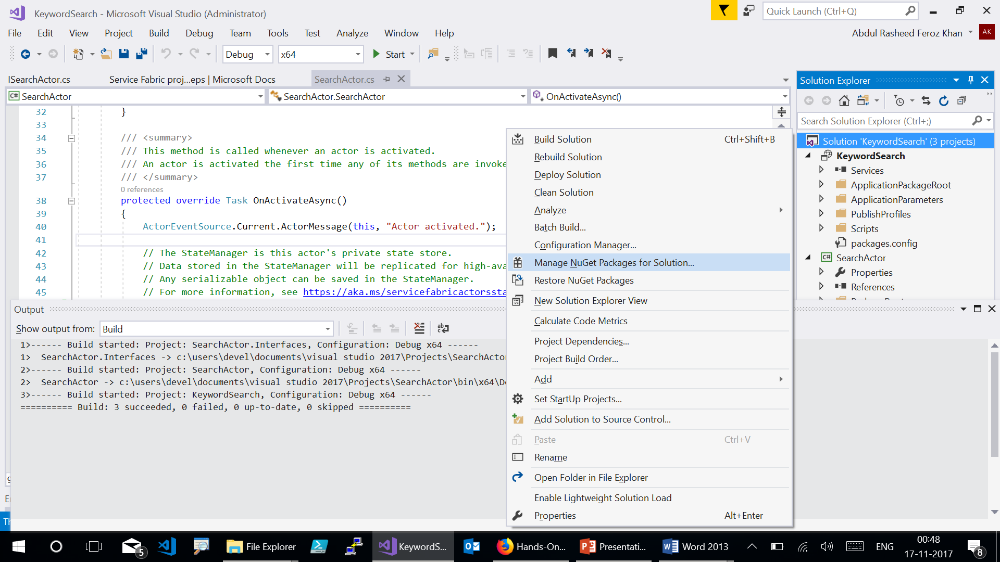 KeywordSearch - Microsoft Visual Studio (Administrator)
Quick Launch (Ctrl+Q)
File Edit View Project Build Debug Team Tools Test Analyze Window Help
Abdul Rasheed Feroz Khan AK
Debug x64 Start
ISearchActor.cs Service Fabric proj...eps | Microsoft Docs SearchActor.cs
SearchActor SearchActor.SearchActor OnActivateAsync()
32 }
33
34 /// <summary>
35 /// This method is called whenever an actor is activated.
36 /// An actor is activated the first time any of its methods are invoke
37 /// </summary>
0 references
38 protected override Task OnActivateAsync()
39 {
40 ActorEventSource.Current.ActorMessage(this, "Actor activated.");
41
42 // The StateManager is this actor's private state store.
43 // Data stored in the StateManager will be replicated for high-ava
44 // Any serializable object can be saved in the StateManager.
45 // For more information, see https://aka.ms/servicefabricactorssta
Output
Show output from: Build
1>------ Build started: Project: SearchActor.Interfaces, Configuration: Debug x64 ------
1> SearchActor.Interfaces -> c:\users\devel\documents\visual studio 2017\Projects\SearchActo
2>------ Build started: Project: SearchActor, Configuration: Debug x64 ------
2> SearchActor -> c:\users\devel\documents\visual studio 2017\Projects\SearchActor\bin\x64\D
3>------ Build started: Project: KeywordSearch, Configuration: Debug x64 ------
========== Build: 3 succeeded, 0 failed, 0 up-to-date, 0 skipped ==========
Build Solution Ctrl+Shift+B
Rebuild Solution
Deploy Solution
Clean Solution
Analyze
Batch Build...
Configuration Manager...
Manage NuGet Packages for Solution...
Restore NuGet Packages
New Solution Explorer View
Calculate Code Metrics
Project Dependencies...
Project Build Order...
Add
Set StartUp Projects...
Add Solution to Source Control...
Paste Ctrl+V
Rename
Open Folder in File Explorer
Enable Lightweight Solution Load
Properties Alt+Enter
Solution Explorer
Search Solution Explorer (Ctrl+;)
Solution 'KeywordSearch' (3 projects)
KeywordSearch
Services
ApplicationPackageRoot
ApplicationParameters
PublishProfiles
Scripts
packages.config
C# SearchActor
Properties
References
5 File Explorer KeywordS... Hands-On... Presentati... Word 2013 ENG
00:48
17-11-2017
8